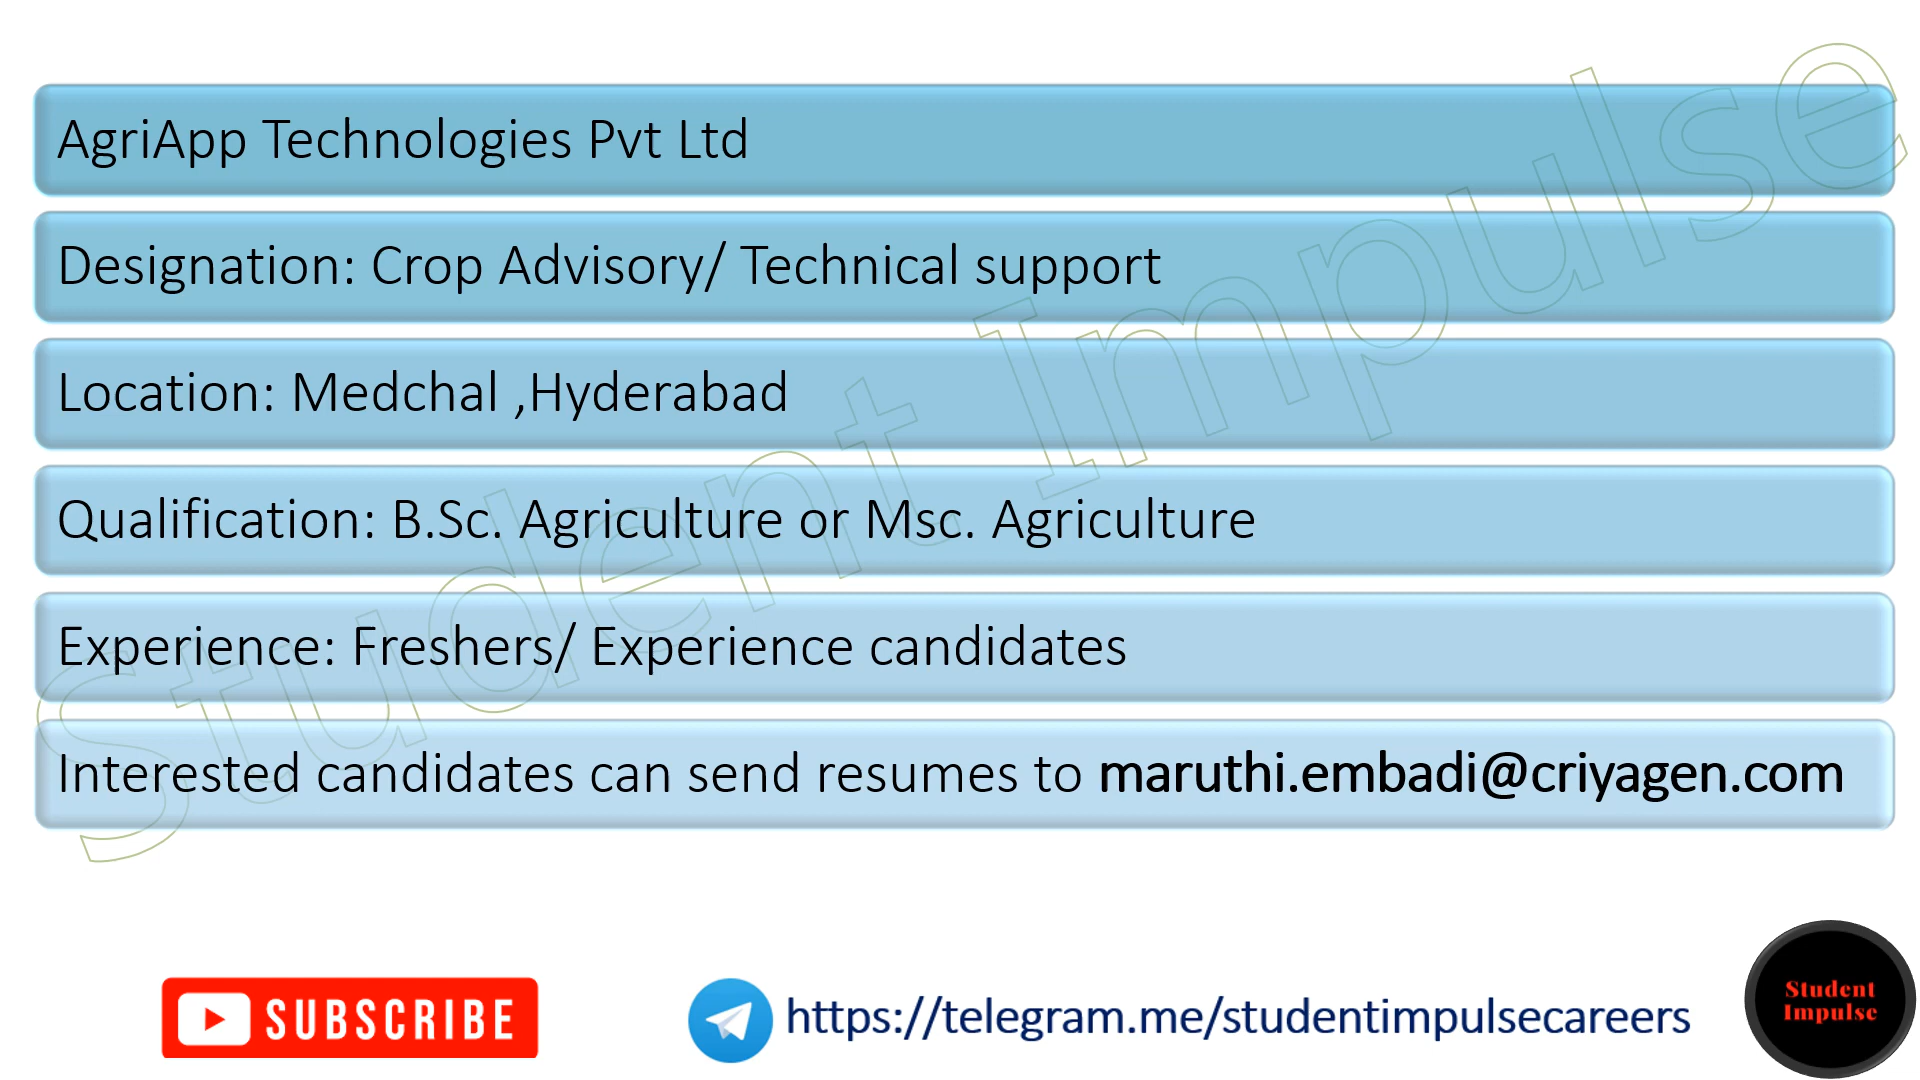 AgriApp Technologies Pvt Ltd
Designation: Crop Advisory/ Technical support
Location: Medchal ,Hyderabad
Qualification: B.Sc. Agriculture or Msc. Agriculture
Experience: Freshers/ Experience candidates
Interested candidates can send resumes to maruthi.embadi@criyagen.com
Student Impulse
SUBSCRIBE
https://telegram.me/studentimpulsecareers
Student
Impulse